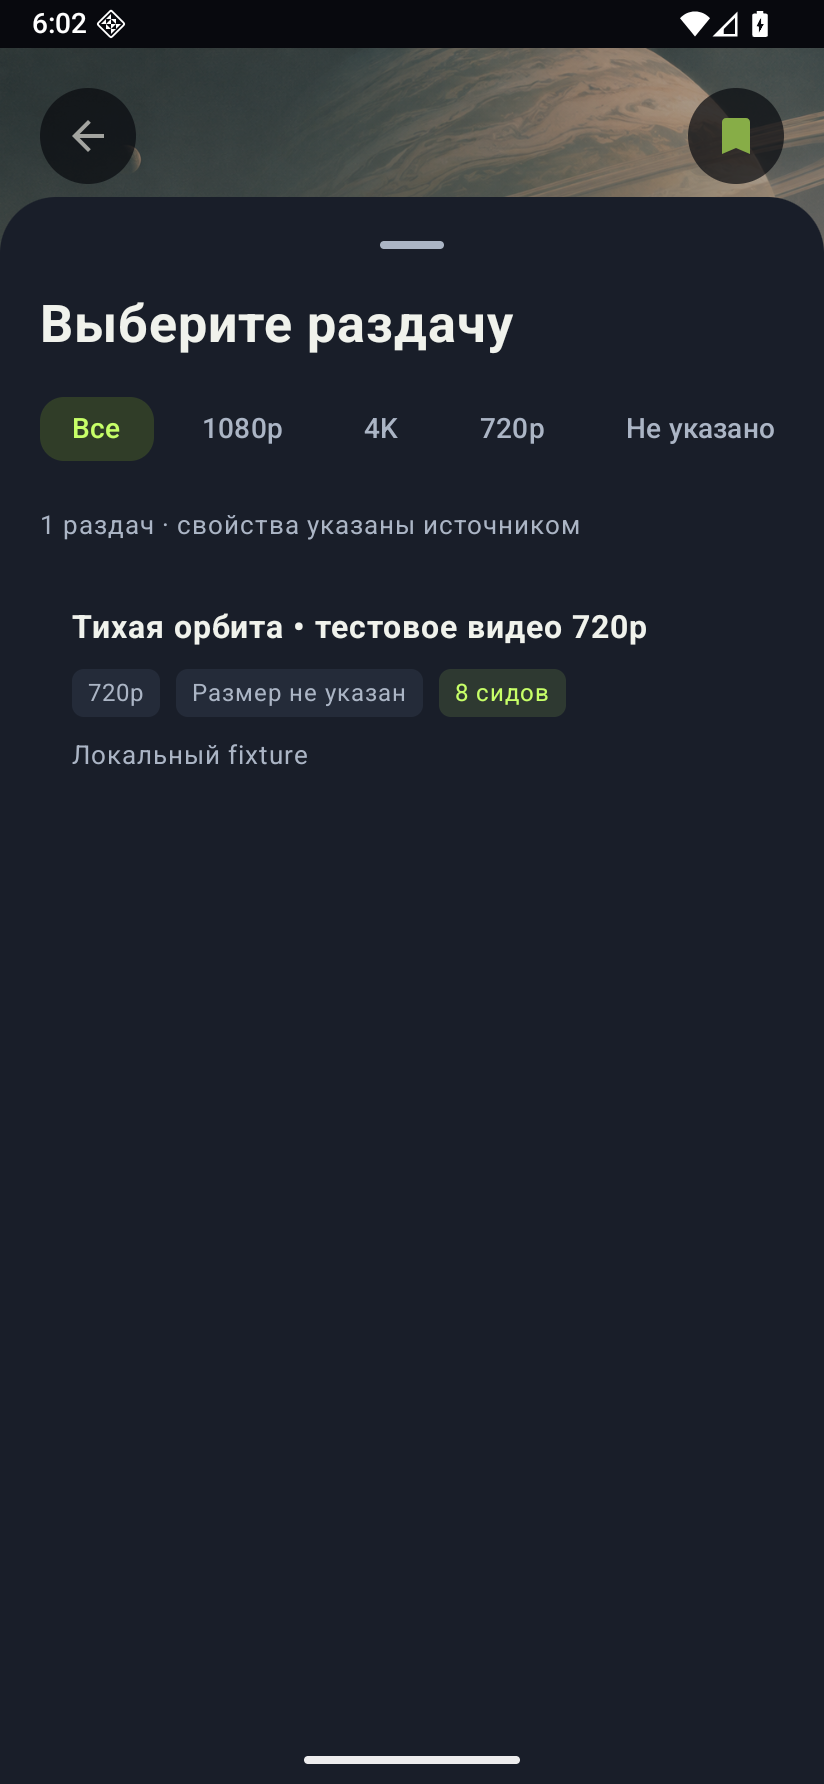 6:02
Выберите раздачу
Все 1080p 4K 720p Не указано
1 раздач · свойства указаны источником
Тихая орбита • тестовое видео 720p
720p Размер не указан 8 сидов
Локальный fixture